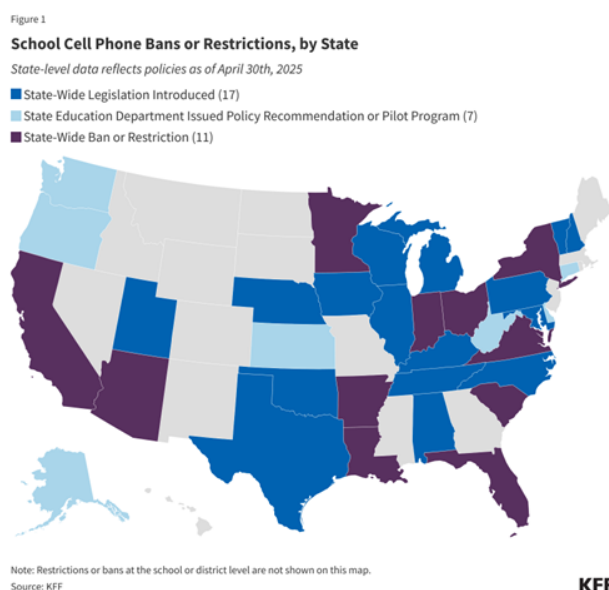 Figure 1
School Cell Phone Bans or Restrictions, by State
State-level data reflects policies as of April 30th, 2025
State-Wide Legislation Introduced (17)
State Education Department Issued Policy Recommendation or Pilot Program (7)
State-Wide Ban or Restriction (11)
Note: Restrictions or bans at the school or district level are not shown on this map.
Source: KFF
KFF